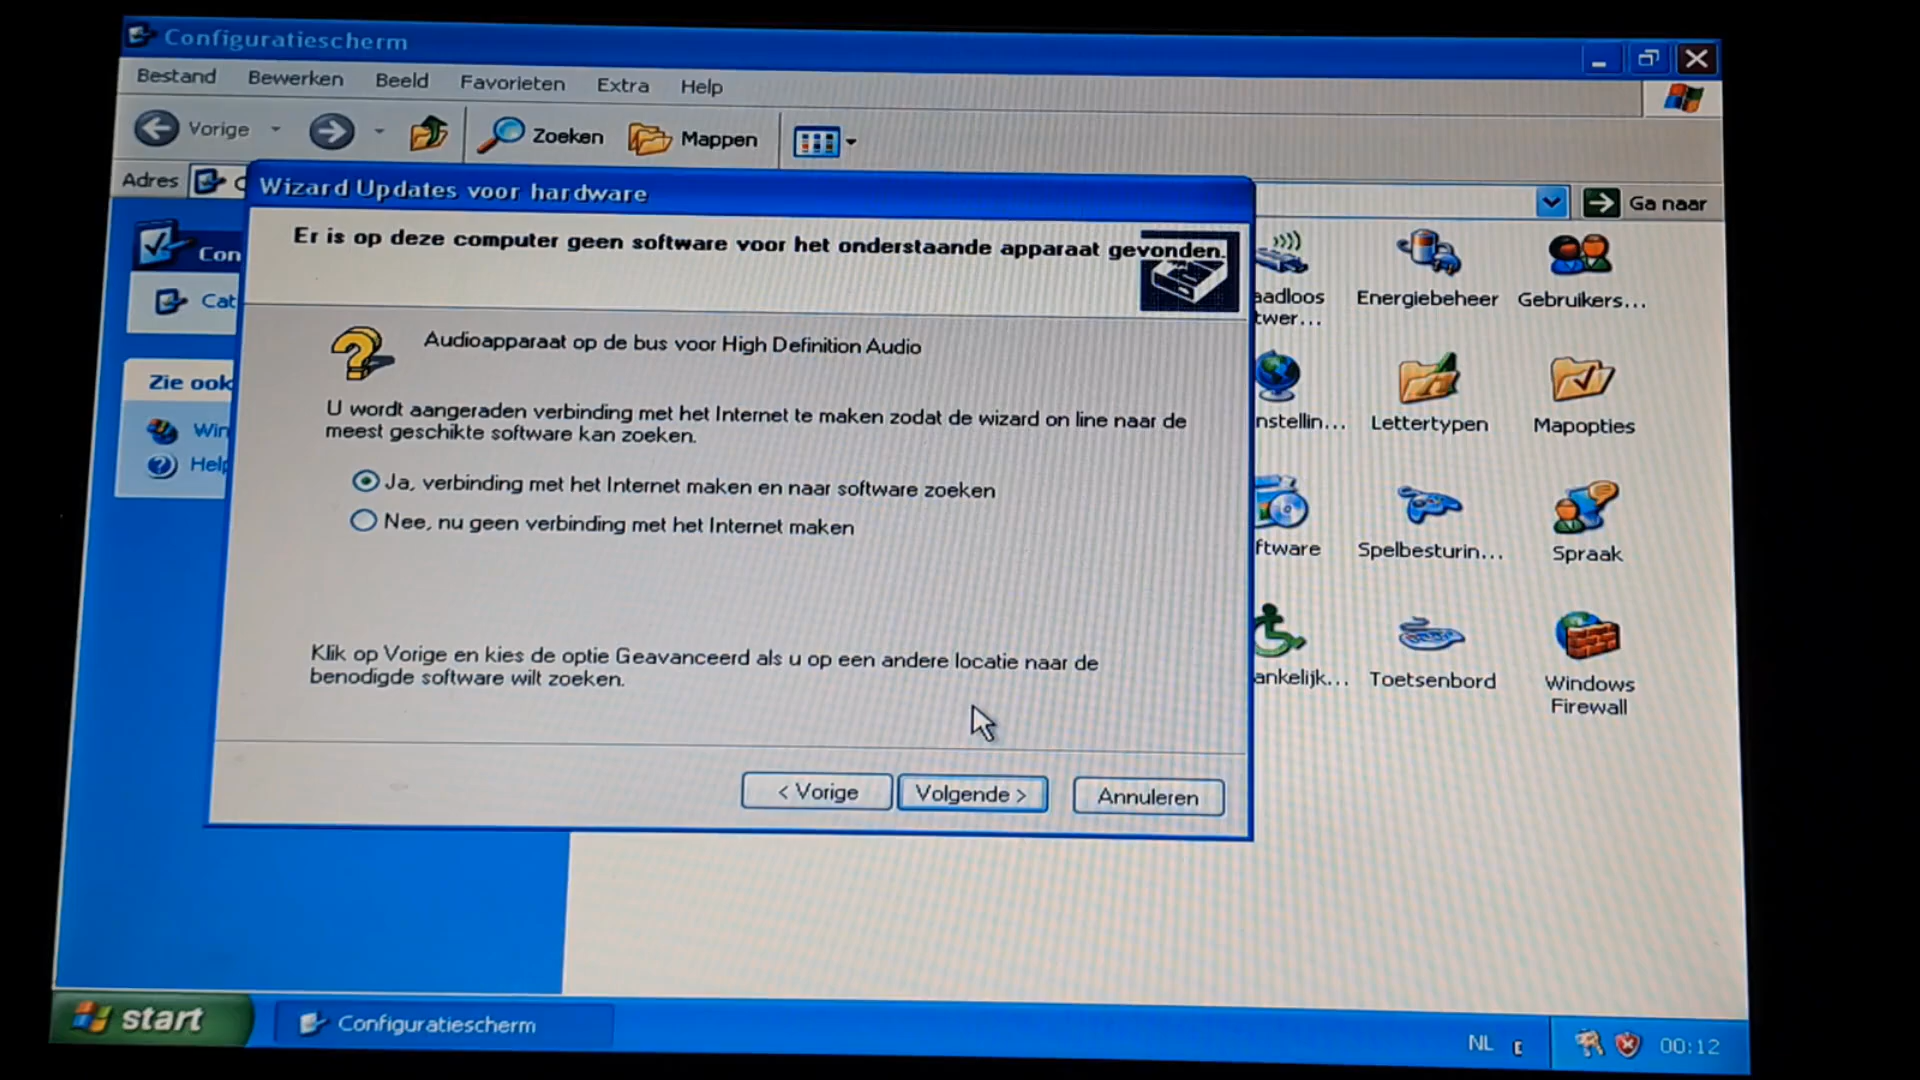 Configuratiescherm
Bestand Bewerken Beeld Favorieten Extra Help
Vorige Zoeken Mappen
Adres Ga naar
Wizard Updates voor hardware
Er is op deze computer geen software voor het onderstaande apparaat gevonden.
Audioapparaat op de bus voor High Definition Audio
U wordt aangeraden verbinding met het Internet te maken zodat de wizard on line naar de
meest geschikte software kan zoeken.
Ja, verbinding met het Internet maken en naar software zoeken
Nee, nu geen verbinding met het Internet maken
Klik op Vorige en kies de optie Geavanceerd als u op een andere locatie naar de
benodigde software wilt zoeken.
< Vorige Volgende > Annuleren
Con
Cat
Zie ook
Win
Help
aadloos
twer...
Energiebeheer
Gebruikers...
nstellin...
Lettertypen
Mapopties
ftware
Spelbesturin...
Spraak
ankelijk...
Toetsenbord
Windows
Firewall
start
Configuratiescherm
NL
00:12